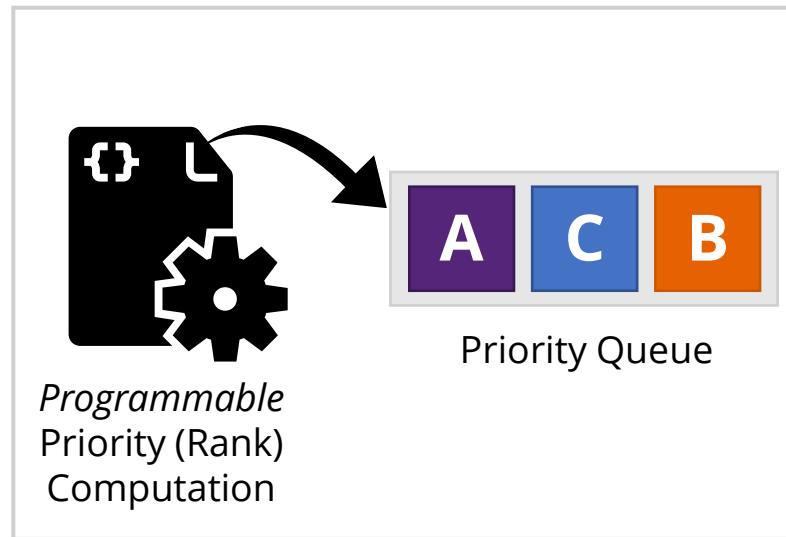 {}
A C B
Priority Queue
Programmable
Priority (Rank)
Computation